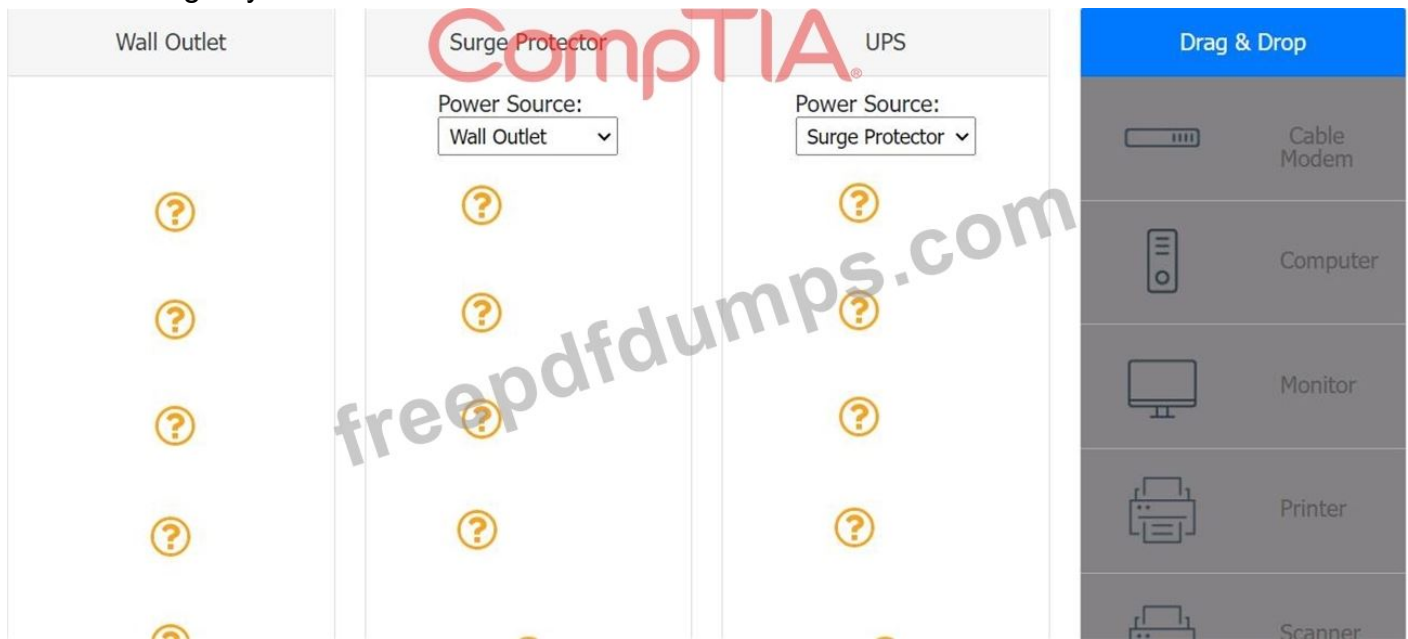 Wall Outlet
Surge Protector
UPS
Drag & Drop
CompTIA®
Power Source:
Wall Outlet
Power Source:
Surge Protector
?
?
?
?
?
?
?
?
?
?
?
?
?
Cable
Modem
Computer
Monitor
Printer
Scanner
freepdfdumps.com